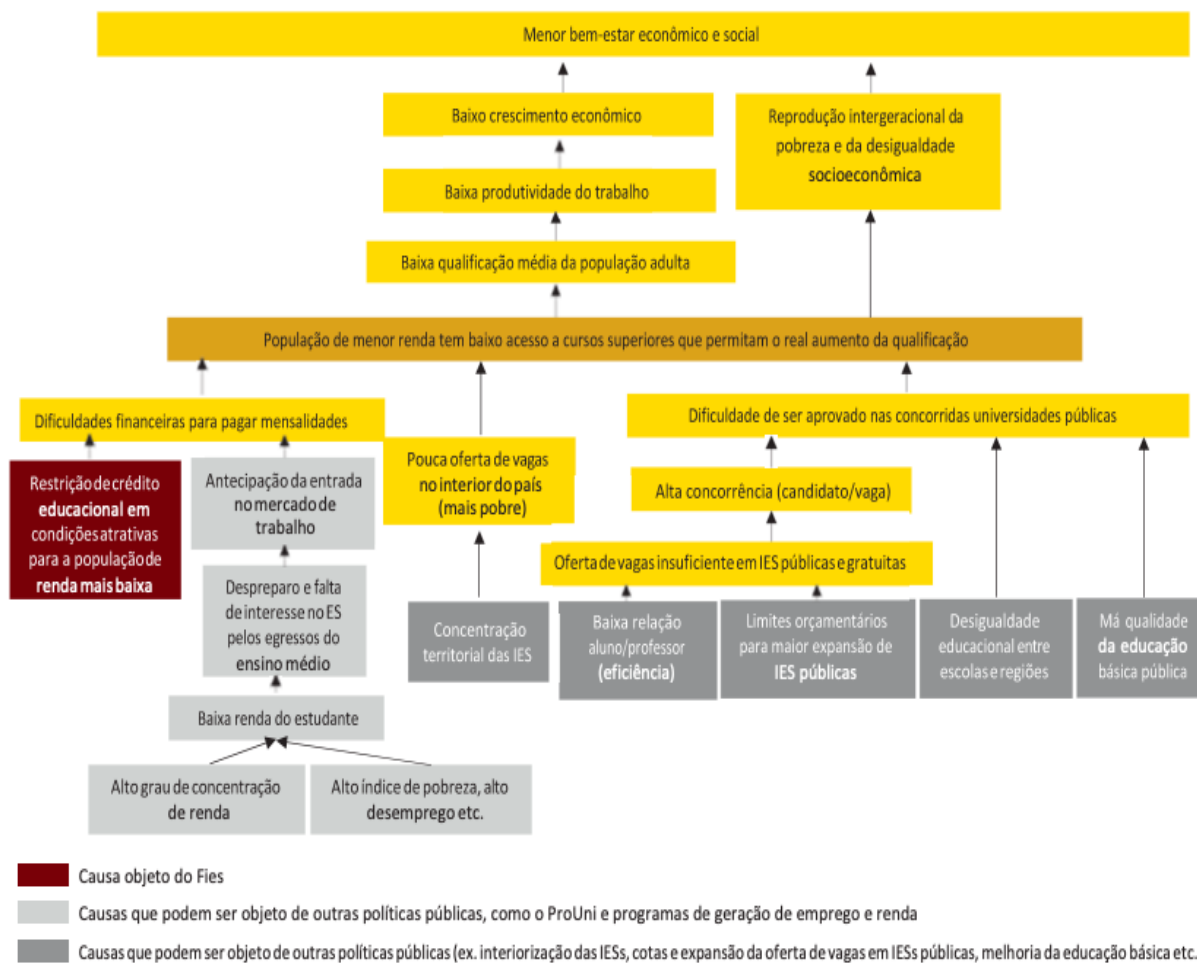 Menor bem-estar econômico e social
Baixo crescimento econômico
Reprodução intergeracional da
pobreza e da desigualdade
socioeconômica
Baixa produtividade do trabalho
Baixa qualificação média da população adulta
População de menor renda tem baixo acesso a cursos superiores que permitam o real aumento da qualificação
Dificuldades financeiras para pagar mensalidades
Dificuldade de ser aprovado nas concorridas universidades públicas
Restrição de crédito
educacional em
condições atrativas
para a população de
renda mais baixa
Antecipação da entrada
no mercado de
trabalho
Pouca oferta de vagas
no interior do país
(mais pobre)
Alta concorrência (candidato/vaga)
Oferta de vagas insuficiente em IES públicas e gratuitas
Despreparo e falta
de interesse no ES
pelos egressos do
ensino médio
Concentração
territorial das IES
Baixa relação
aluno/professor
(eficiência)
Limites orçamentários
para maior expansão de
IES públicas
Desigualdade
educacional entre
escolas e regiões
Má qualidade
da educação
básica pública
Baixa renda do estudante
Alto grau de concentração
de renda
Alto índice de pobreza, alto
desemprego etc.
Causa objeto do Fies
Causas que podem ser objeto de outras políticas públicas, como o ProUni e programas de geração de emprego e renda
Causas que podem ser objeto de outras políticas públicas (ex. interiorização das IESs, cotas e expansão da oferta de vagas em IESs públicas, melhoria da educação básica etc.